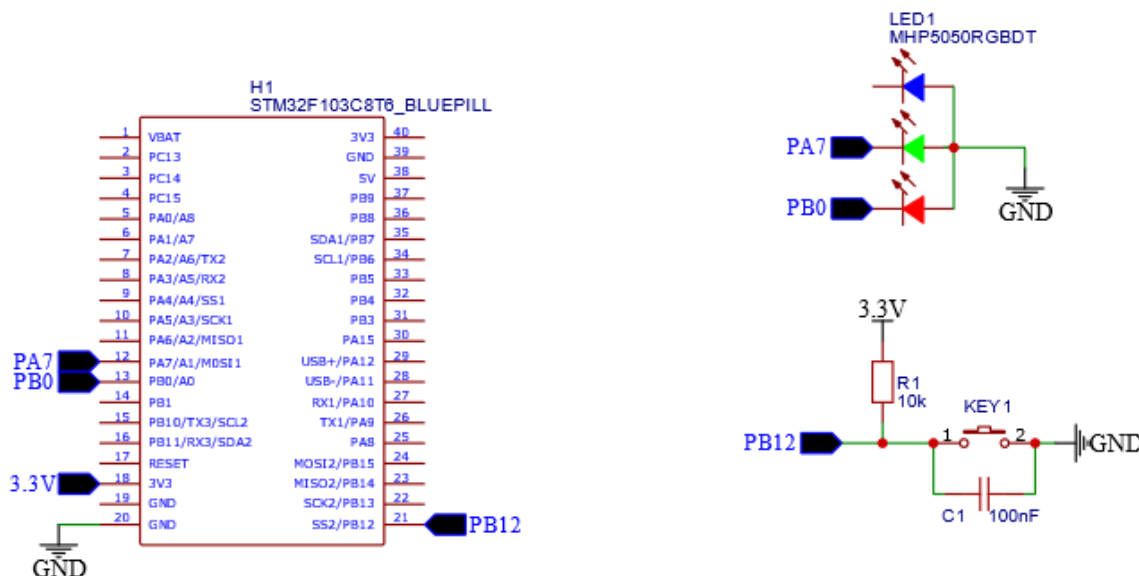 H1
STM32F103C8T6_BLUEPILL
1 VBAT 3V3 40
2 PC13 GND 39
3 PC14 5V 38
4 PC15 PB9 37
5 PA0/A8 PB8 36
6 PA1/A7 SDA1/PB7 35
7 PA2/A6/TX2 SCL1/PB6 34
8 PA3/A5/RX2 PB5 33
9 PA4/A4/SS1 PB4 32
10 PA5/A3/SCK1 PB3 31
11 PA6/A2/MISO1 PA15 30
PA7 12 PA7/A1/MOSI1 USB+/PA12 29
PB0 13 PB0/A0 USB-/PA11 28
14 PB1 RX1/PA10 27
15 PB10/TX3/SCL2 TX1/PA9 26
16 PB11/RX3/SDA2 PA8 25
17 RESET MOSI2/PB15 24
3.3V 18 3V3 MISO2/PB14 23
19 GND SCK2/PB13 22
20 GND SS2/PB12 21 PB12
GND
LED1
MHP5050RGBDT
PA7
PB0
GND
3.3V
R1
10k
KEY1
PB12 1 2 GND
C1 100nF